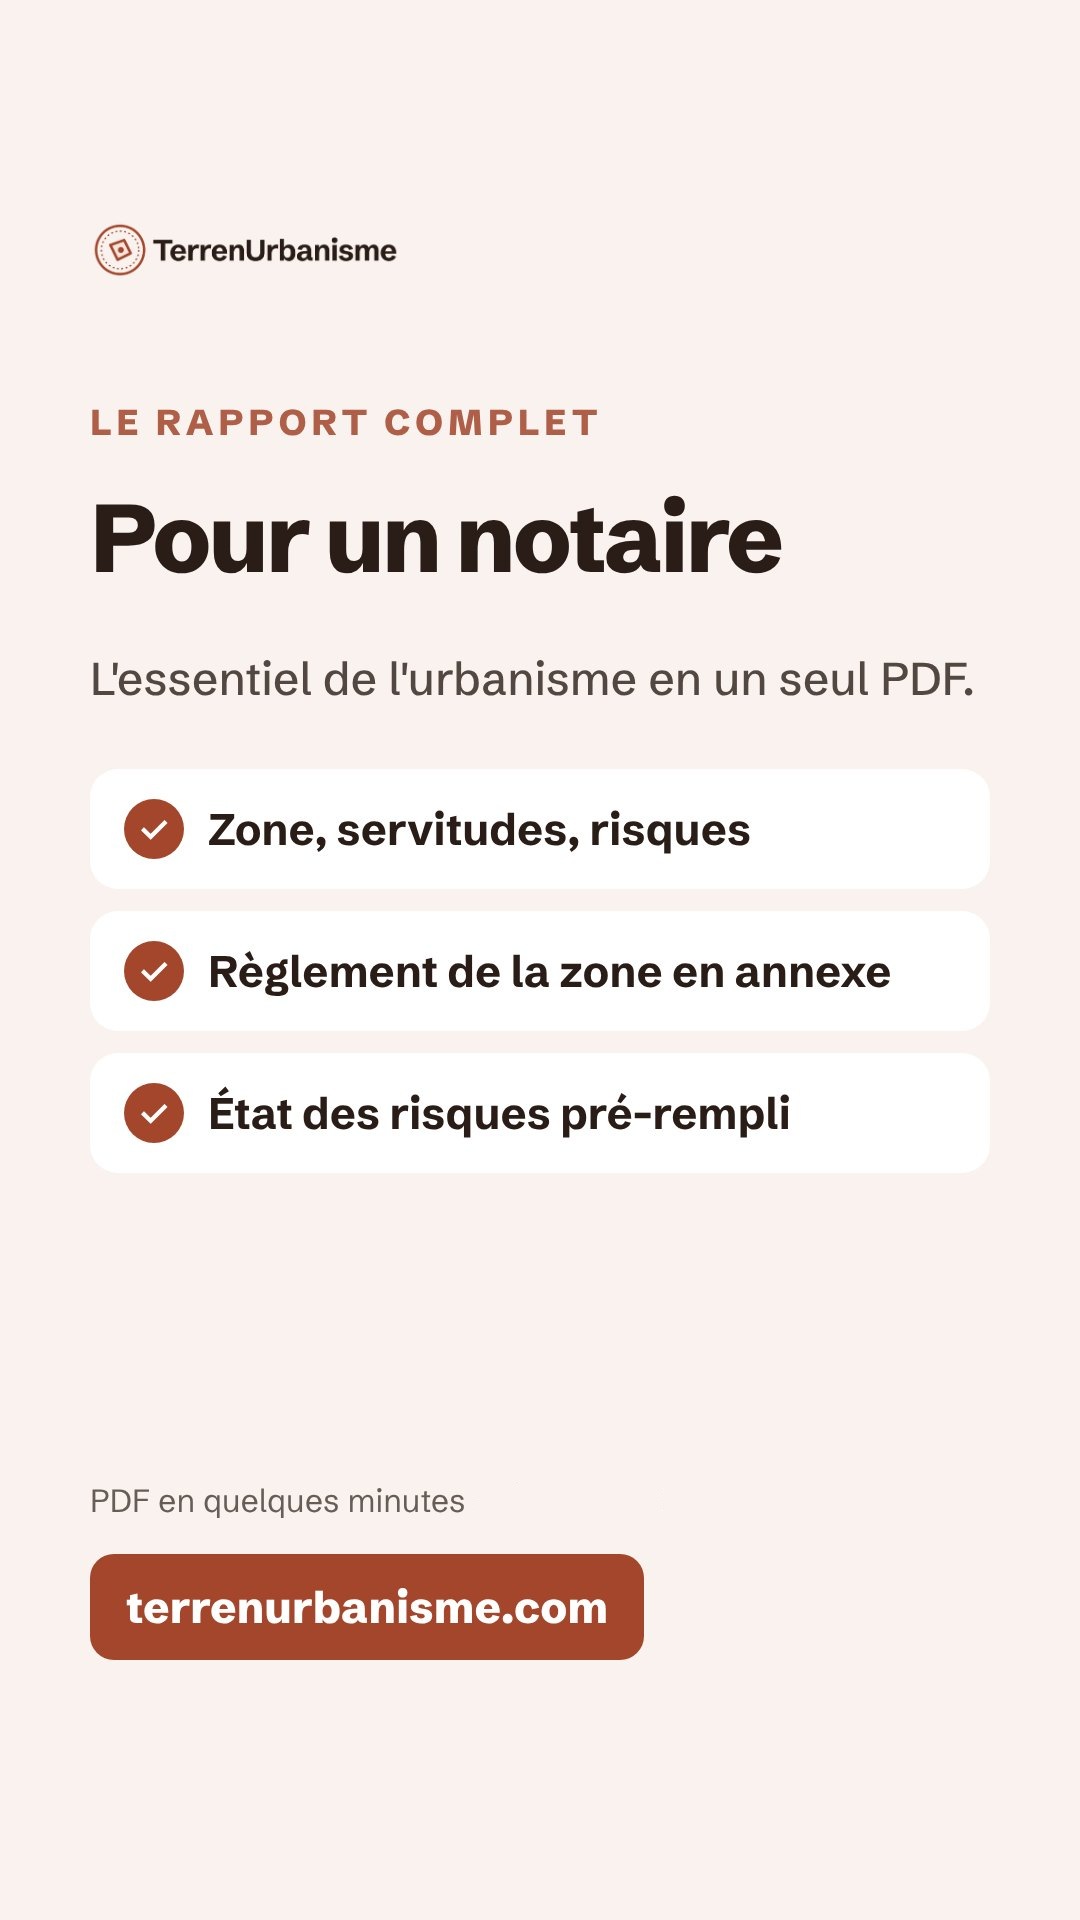 TerrenUrbanisme
LE RAPPORT COMPLET
Pour un notaire
L'essentiel de l'urbanisme en un seul PDF.
Zone, servitudes, risques
Règlement de la zone en annexe
État des risques pré-rempli
PDF en quelques minutes
terrenurbanisme.com